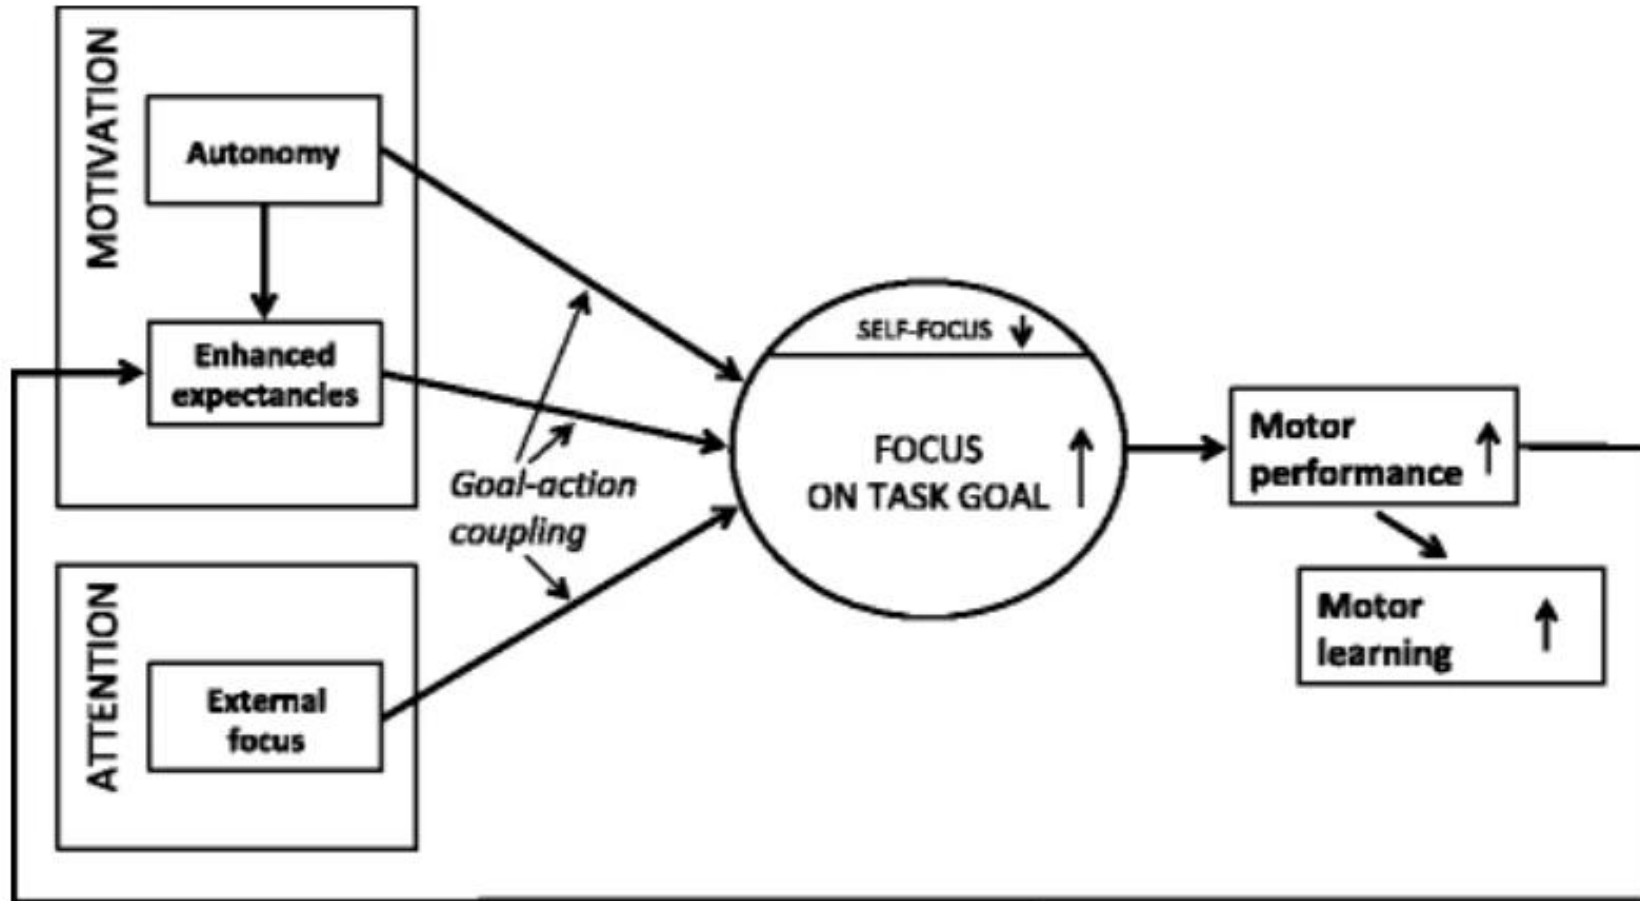 MOTIVATION
Autonomy
Enhanced
expectancies
Goal-action
coupling
ATTENTION
External
focus
SELF-FOCUS ↓
FOCUS
ON TASK GOAL ↑
Motor
performance ↑
Motor
learning ↑